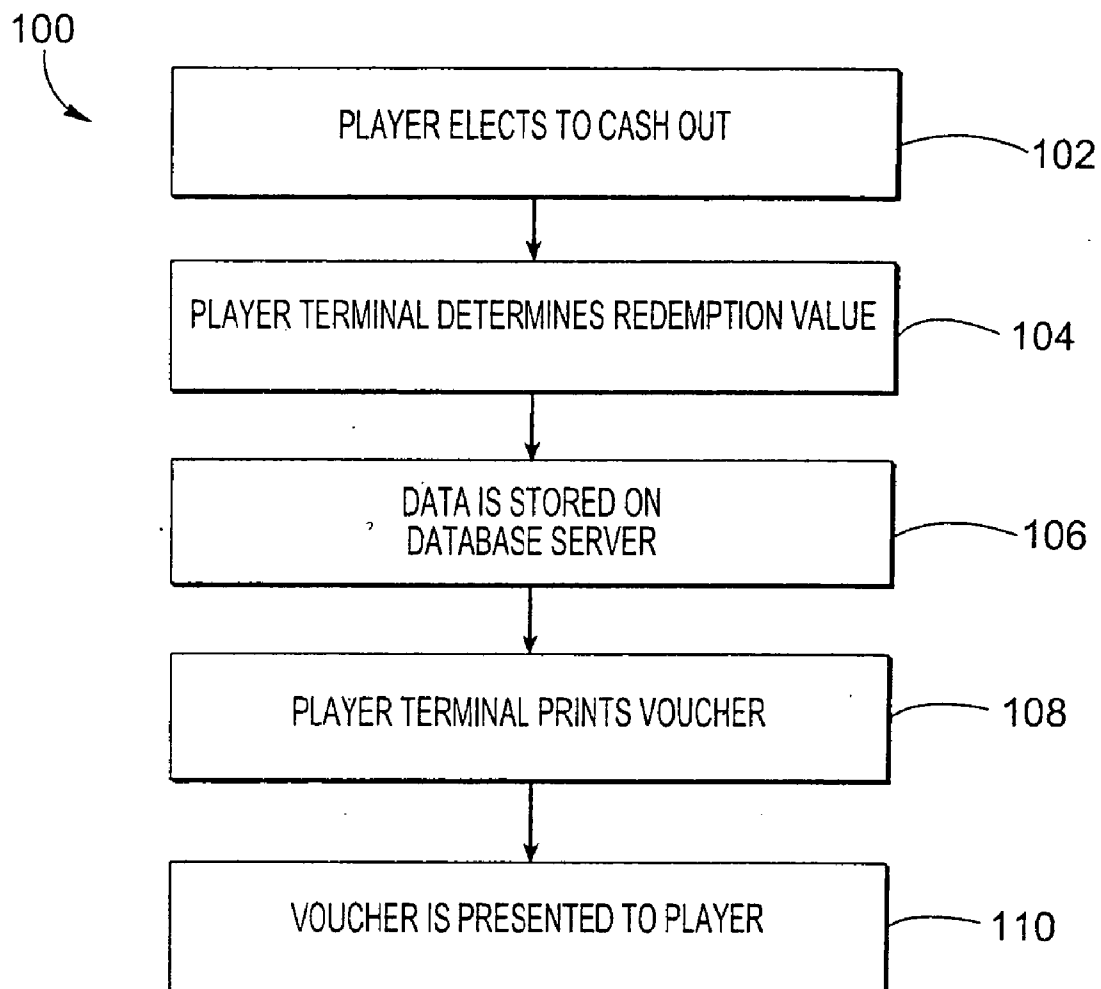 100
PLAYER ELECTS TO CASH OUT
102
PLAYER TERMINAL DETERMINES REDEMPTION VALUE
104
DATA IS STORED ON
DATABASE SERVER
106
PLAYER TERMINAL PRINTS VOUCHER
108
VOUCHER IS PRESENTED TO PLAYER
110